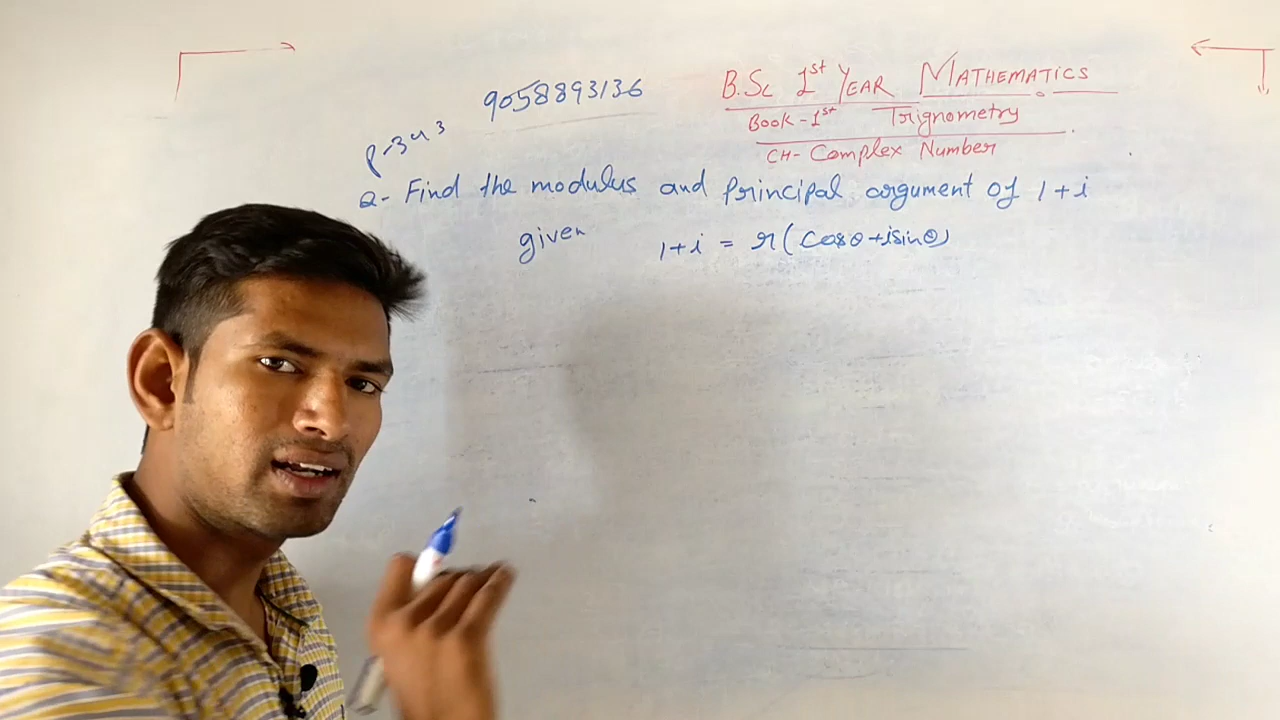 B.Sc 1st YEAR MATHEMATICS
Book-1st Trignometry
CH- Complex Number
9058893136
P-343
Q- Find the modulus and principal argument of 1+i
given 1+i = r(cosθ+isinθ)